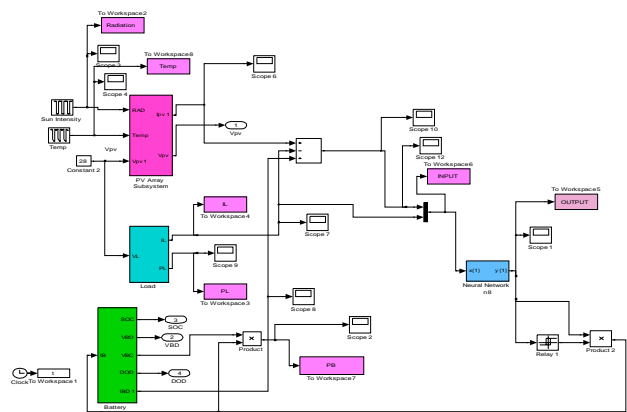 To Workspace2
Radiation
Scope 3
To Workspace8
Temp
Scope 4
Scope 6
Sun Intensity
RAD
Ipv 1
Temp
Temp
Vpv
Vpv 1
Vpv
1
Vpv
28
Constant 2
PV Array
Subsystem
Scope 10
Scope 12
To Workspace6
INPUT
IL
To Workspace4
Scope 7
VL
IL
PL
Load
Scope 9
PL
To Workspace3
Scope 8
To Workspace5
OUTPUT
Scope 1
x{1}
y{1}
Neural Network
n8
Relay 1
Product 2
SOC
3
SOC
VBD
2
VBD
VBC
DOD
4
DOD
IBD 1
IB
Battery
Product
Scope 2
PB
To Workspace7
Clock
t
To Workspace1